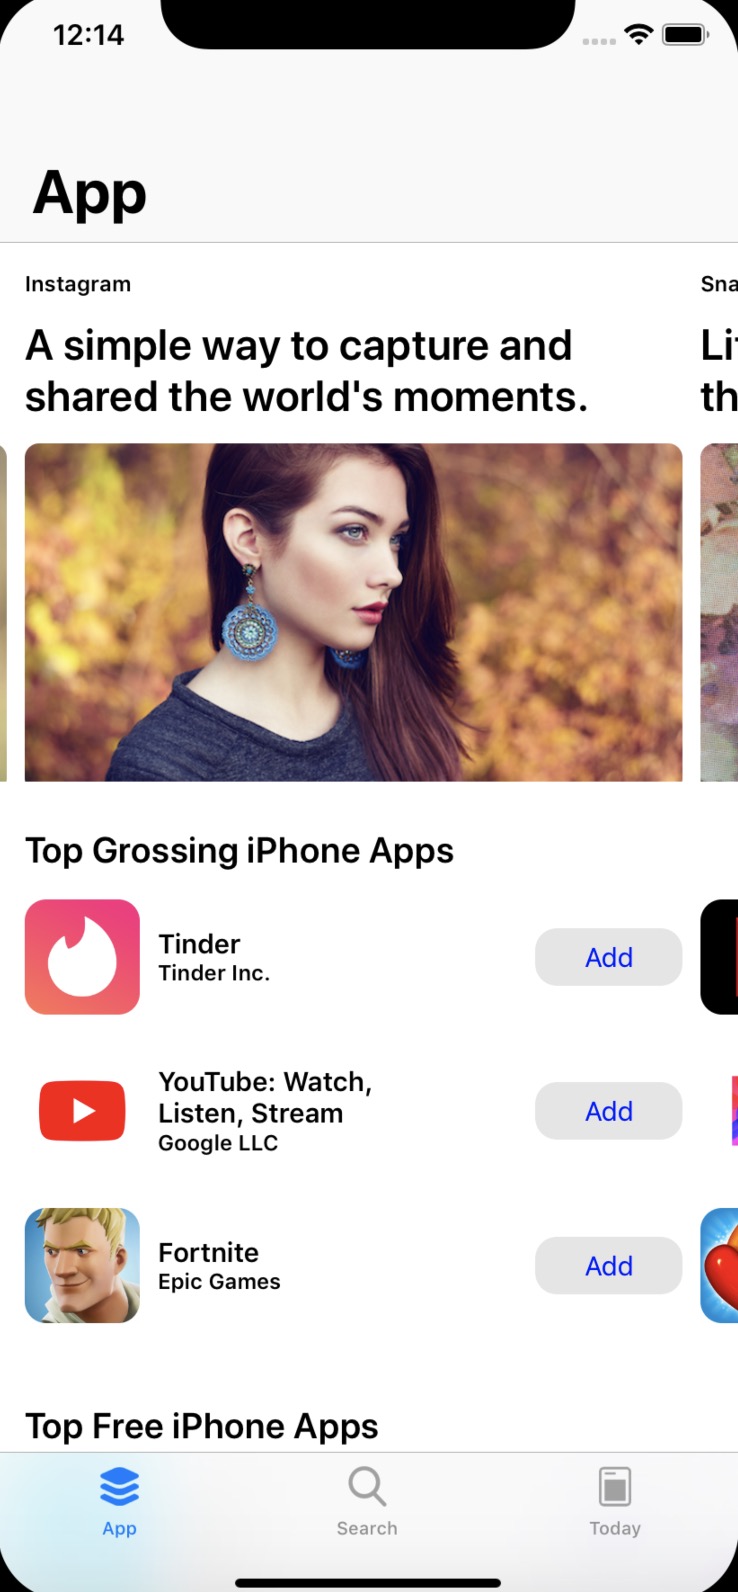 12:14
App
Instagram
Sna
A simple way to capture and
shared the world's moments.
Top Grossing iPhone Apps
Tinder
Tinder Inc.
Add
YouTube: Watch,
Listen, Stream
Google LLC
Add
Fortnite
Epic Games
Add
Top Free iPhone Apps
App
Search
Today